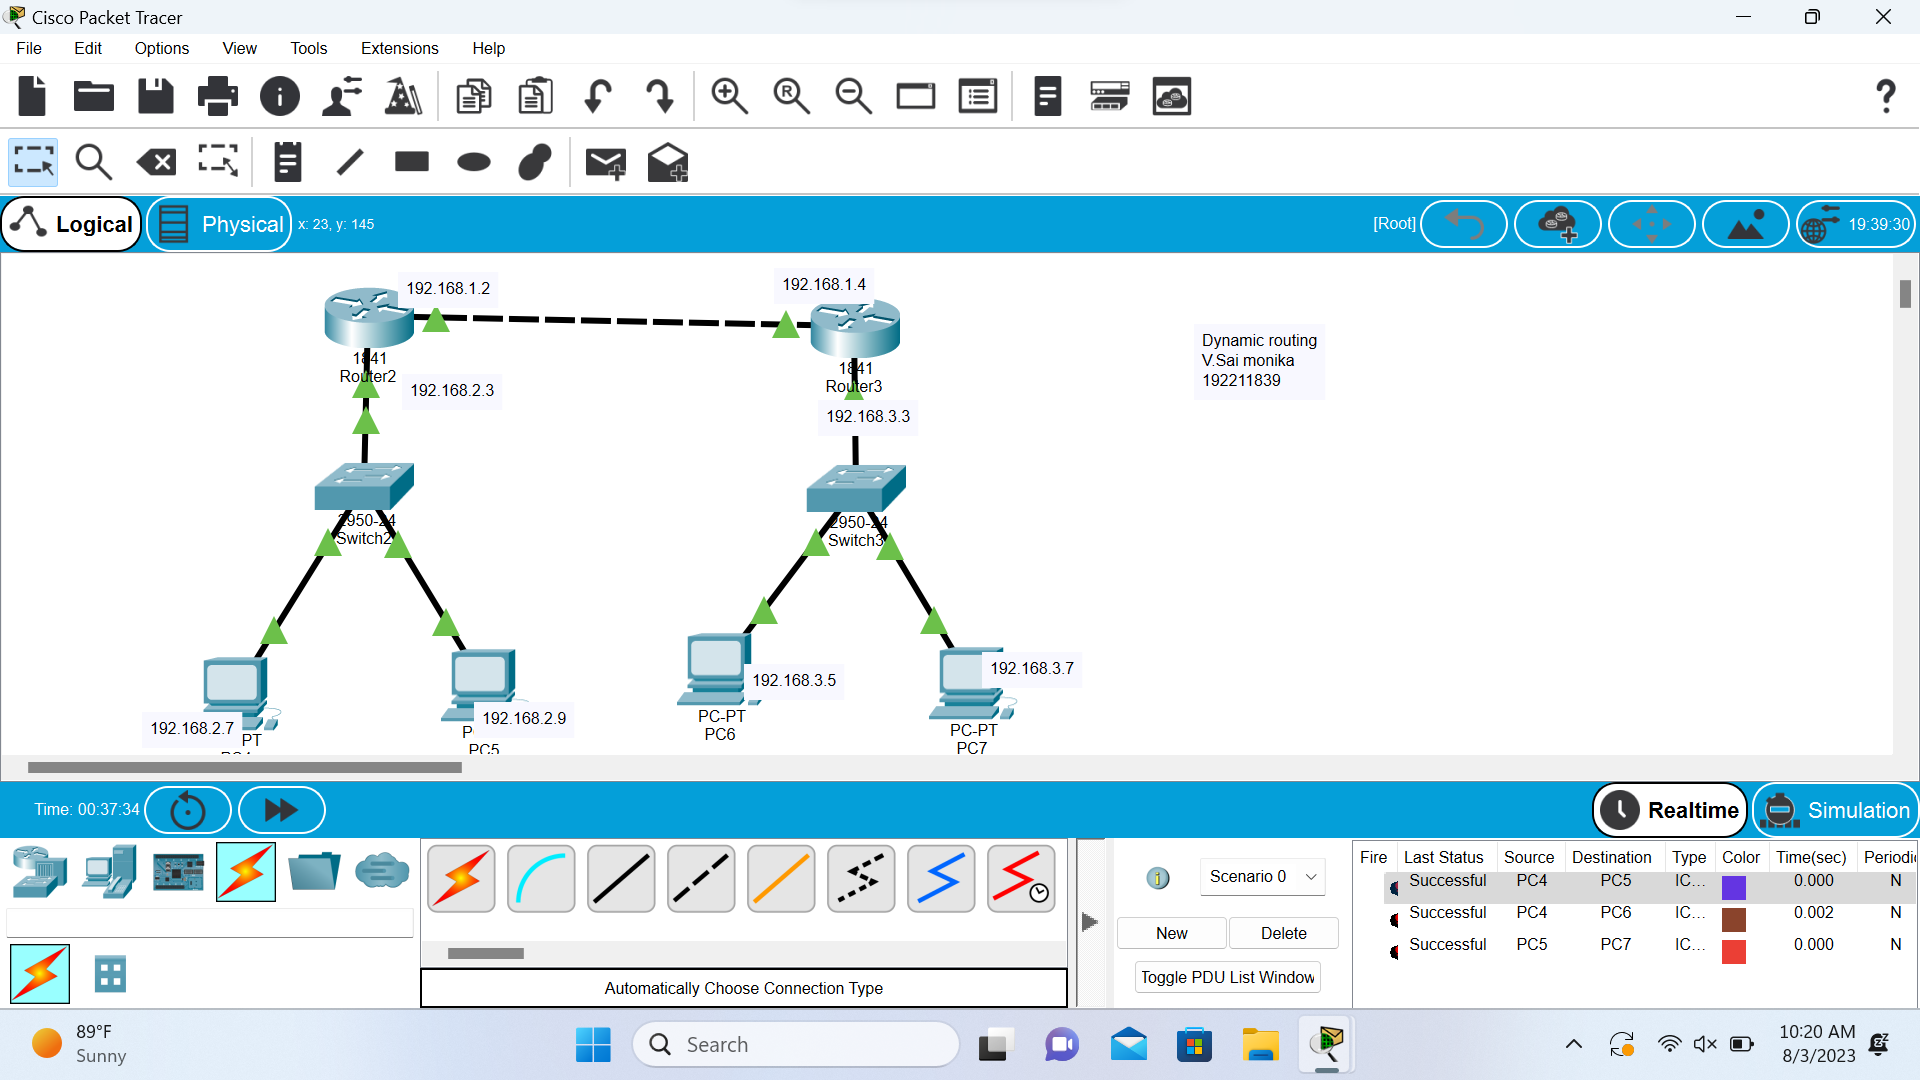 Cisco Packet Tracer
File Edit Options View Tools Extensions Help
Logical Physical x: 23, y: 145 [Root] 19:39:30
192.168.1.2
192.168.1.4
1841
Router2
192.168.2.3
1841
Router3
192.168.3.3
Dynamic routing
V.Sai monika
192211839
2950-24
Switch2
2950-24
Switch3
192.168.2.7
PT
192.168.2.9
PC5
192.168.3.5
PC-PT
PC6
192.168.3.7
PC-PT
PC7
Time: 00:37:34
Realtime Simulation
Scenario 0
New Delete
Toggle PDU List Window
Automatically Choose Connection Type
Fire Last Status Source Destination Type Color Time(sec) Periodic
Successful PC4 PC5 IC... 0.000 N
Successful PC4 PC6 IC... 0.002 N
Successful PC5 PC7 IC... 0.000 N
89°F
Sunny
Search
10:20 AM
8/3/2023